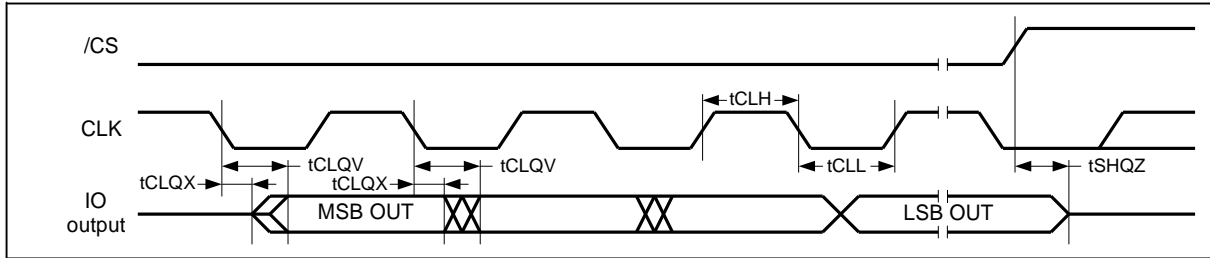 /CS
tCLH
CLK
tCLQV
tCLQV
tCLL
tSHQZ
tCLQX
tCLQX
IO
output
MSB OUT
LSB OUT